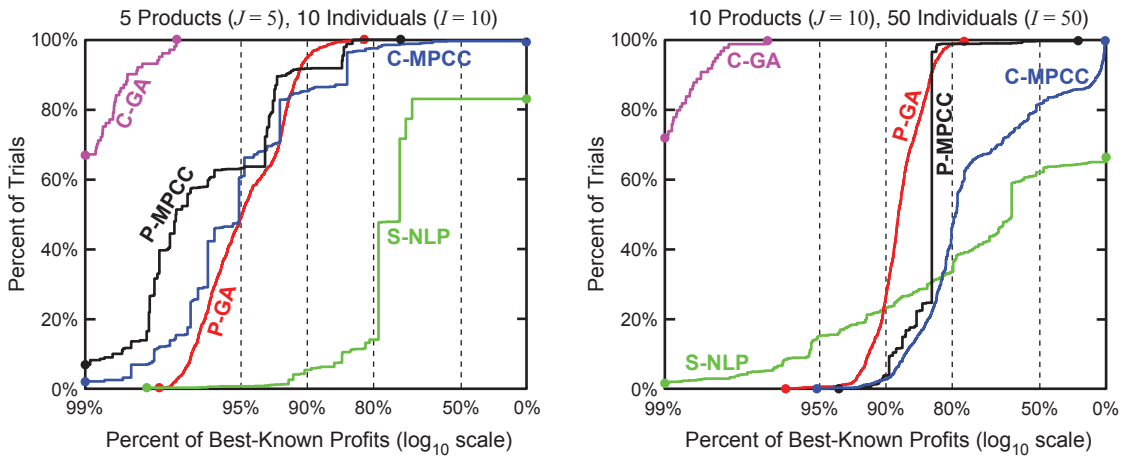 5 Products (J = 5), 10 Individuals (I = 10)
100%
80%
60%
40%
20%
0%
Percent of Trials
C-GA
P-MPCC
P-GA
C-MPCC
S-NLP
99%
95%
90%
80%
50%
0%
Percent of Best-Known Profits (log10 scale)
10 Products (J = 10), 50 Individuals (I = 50)
100%
80%
60%
40%
20%
0%
Percent of Trials
C-GA
P-GA
P-MPCC
C-MPCC
S-NLP
99%
95%
90%
80%
50%
0%
Percent of Best-Known Profits (log10 scale)